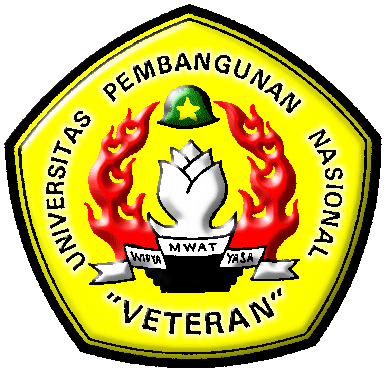 UNIVERSITAS PEMBANGUNAN NASIONAL
"VETERAN"
WIDYA MWAT YASA